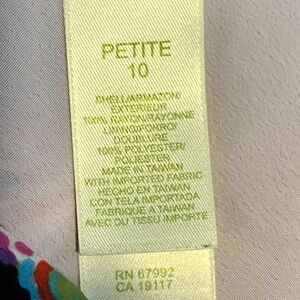 PETITE
10
SHELL/ARMAZON/
EXTERIEUR
100% RAYON/RAYONNE
LINING/FORRO/
DOUBLURE
100% POLYESTER/
POLIESTER
MADE IN TAIWAN
WITH IMPORTED FABRIC
HECHO EN TAIWAN
CON TELA IMPORTADA
FABRIQUE A TAIWAN
AVEC DU TISSU IMPORTE
RN 67992
CA 19117